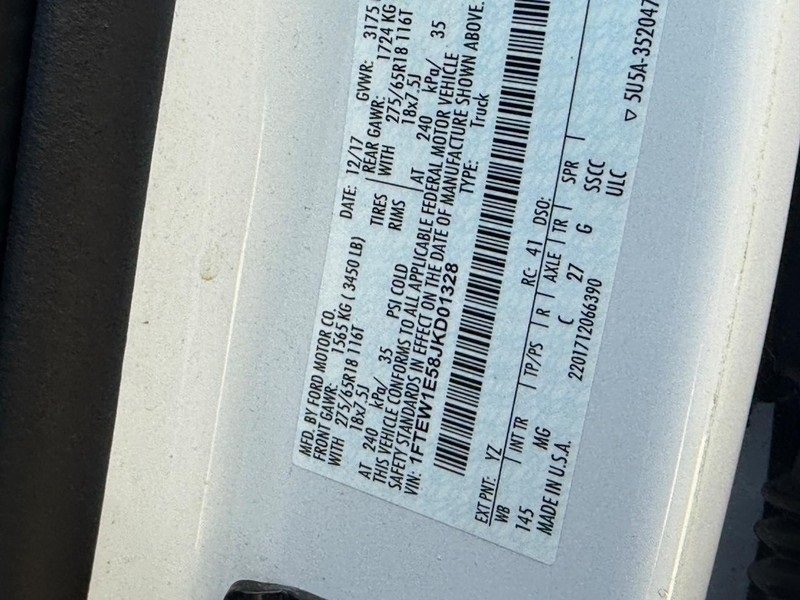 MFD. BY FORD MOTOR CO. DATE: 12/17 GVWR: 3175
FRONT GAWR: 1565 KG ( 3450 LB) REAR GAWR: 1724 KG
WITH 275/65R18 116T TIRES WITH 275/65R18 116T
18x7.5J RIMS 18x7.5J
AT 240 kPa/ 35 PSI COLD AT 240 kPa/ 35
THIS VEHICLE CONFORMS TO ALL APPLICABLE FEDERAL MOTOR VEHICLE
SAFETY STANDARDS IN EFFECT ON THE DATE OF MANUFACTURE SHOWN ABOVE.
VIN: 1FTEW1E58JKD01328 TYPE: Truck
EXT PNT: YZ RC: 41 DSO:
WB INT TR TP/PS R AXLE TR SPR
145 MG C 27 G SSCC
MADE IN U.S.A. 2201712066390 ULC
▽ 5U5A-352047